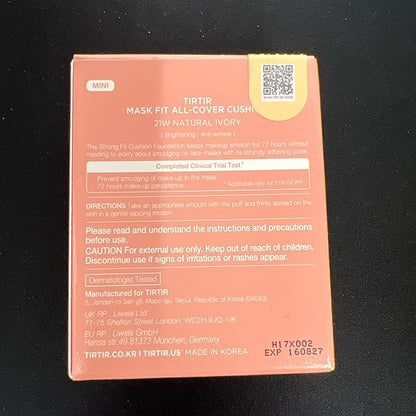 MINI
TIRTIR
MASK FIT ALL-COVER CUSHI
21W NATURAL IVORY
| Brightening / Anti-wrinkle |
SCAN THE QR CODE
The Strong Fit Cushion Foundation keeps makeup smooth for 72 hours without
needing to worry about smudging on face masks with its strongly adhering cover.
Completed Clinical Trial Test*
Prevent smudging of make-up in the mask
72 hours make-up persistence
Applicable only for 21N IVORY
DIRECTIONS Take an appropriate amount with the puff and thinly spread on the
skin in a gentle tapping motion.
Please read and understand the instructions and precautions
before use.
CAUTION For external use only. Keep out of reach of children.
Discontinue use if signs of irritations or rashes appear.
Dermatologist Tested
Manufactured for TIRTIR
5, Jandari-ro 3an-gil, Mapo-gu, Seoul, Republic of Korea (04043)
UK RP : Liwela Ltd.
71-75 Shelton Street London, WC2H 9JQ, UK
EU RP : Liwela GmbH
Hansa str.49 81373 München, Germany
TIRTIR.CO.KR | TIRTIR.US MADE IN KOREA
H17X002
EXP 160827